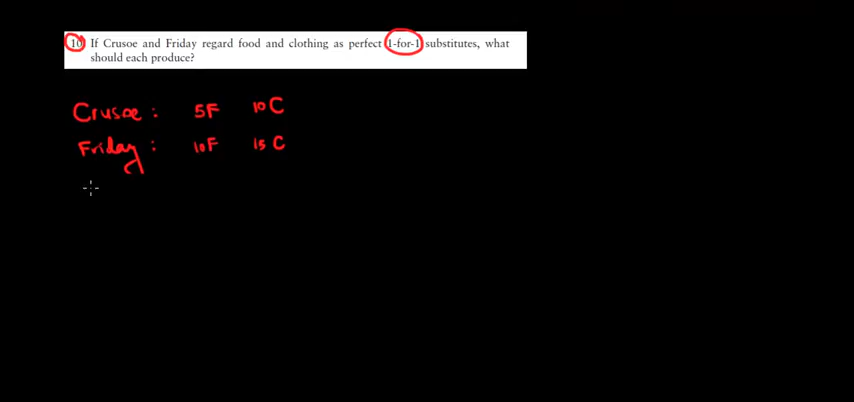 10 If Crusoe and Friday regard food and clothing as perfect 1-for-1 substitutes, what
should each produce?
Crusoe : 5F 10C
Friday : 10F 15 C